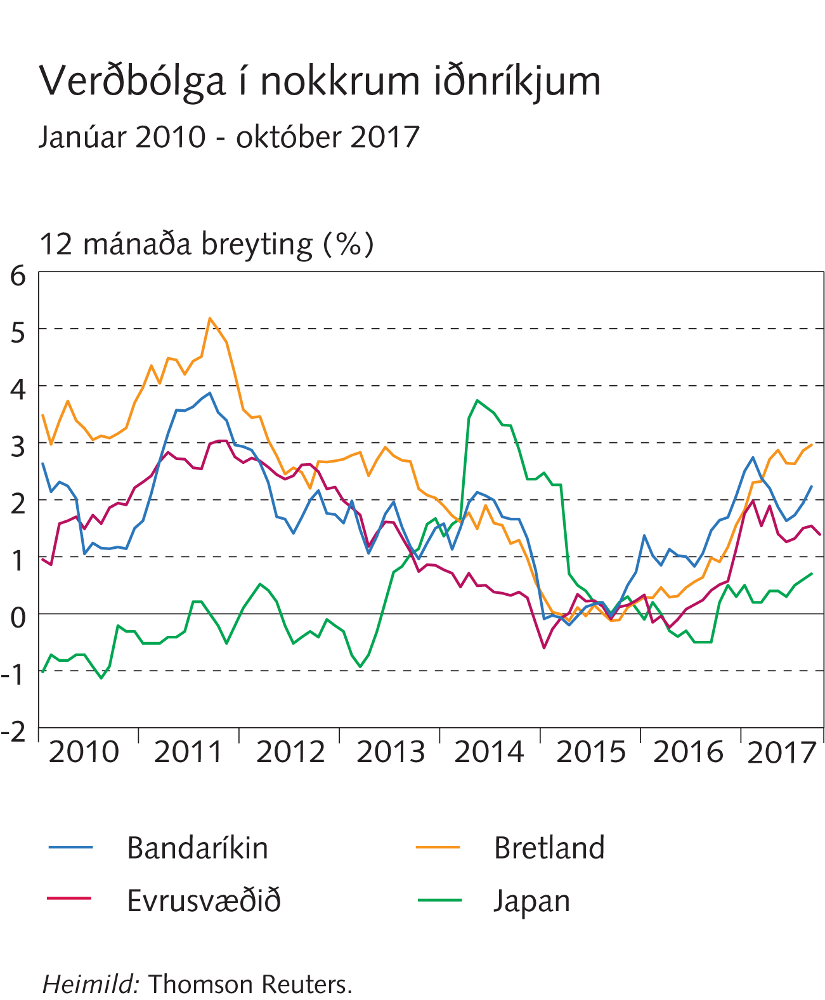 Verðbólga í nokkrum iðnríkjum
Janúar 2010 - október 2017
12 mánaða breyting (%)
6
5
4
3
2
1
0
-1
-2
2010 2011 2012 2013 2014 2015 2016 2017
Bandaríkin Bretland
Evrusvæðið Japan
Heimild: Thomson Reuters.